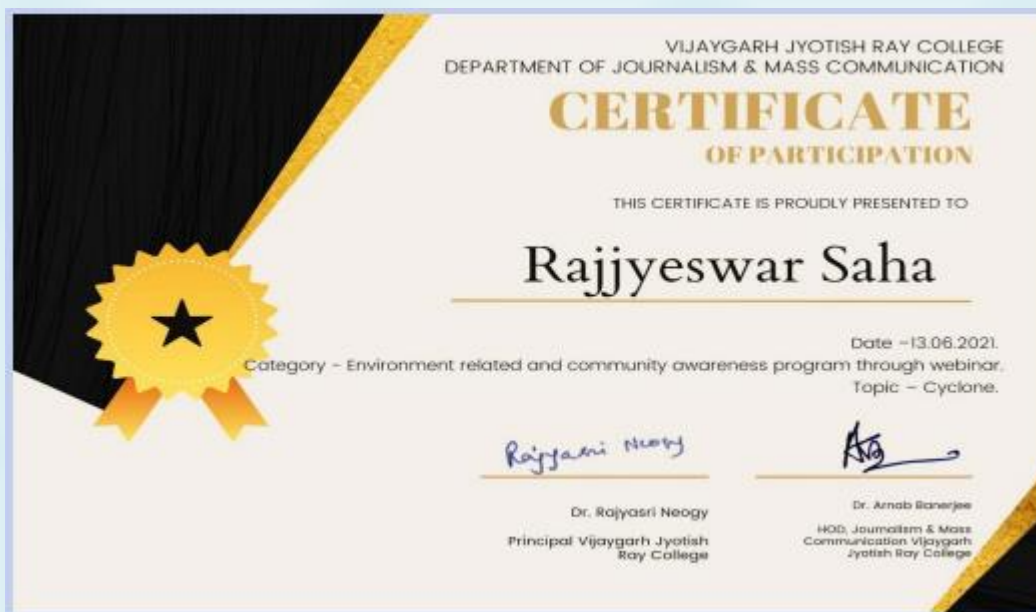 VIJAYGARH JYOTISH RAY COLLEGE
DEPARTMENT OF JOURNALISM & MASS COMMUNICATION
CERTIFICATE
OF PARTICIPATION
THIS CERTIFICATE IS PROUDLY PRESENTED TO
Rajjyeswar Saha
Date -13.06.2021.
Category - Environment related and community awareness program through webinar.
Topic - Cyclone.
Rajyasri Neogy
Dr. Rajyasri Neogy
Principal Vijaygarh Jyotish
Ray College
Dr. Arnab Banerjee
HOD, Journalism & Mass
Communication Vijaygarh
Jyotish Ray College